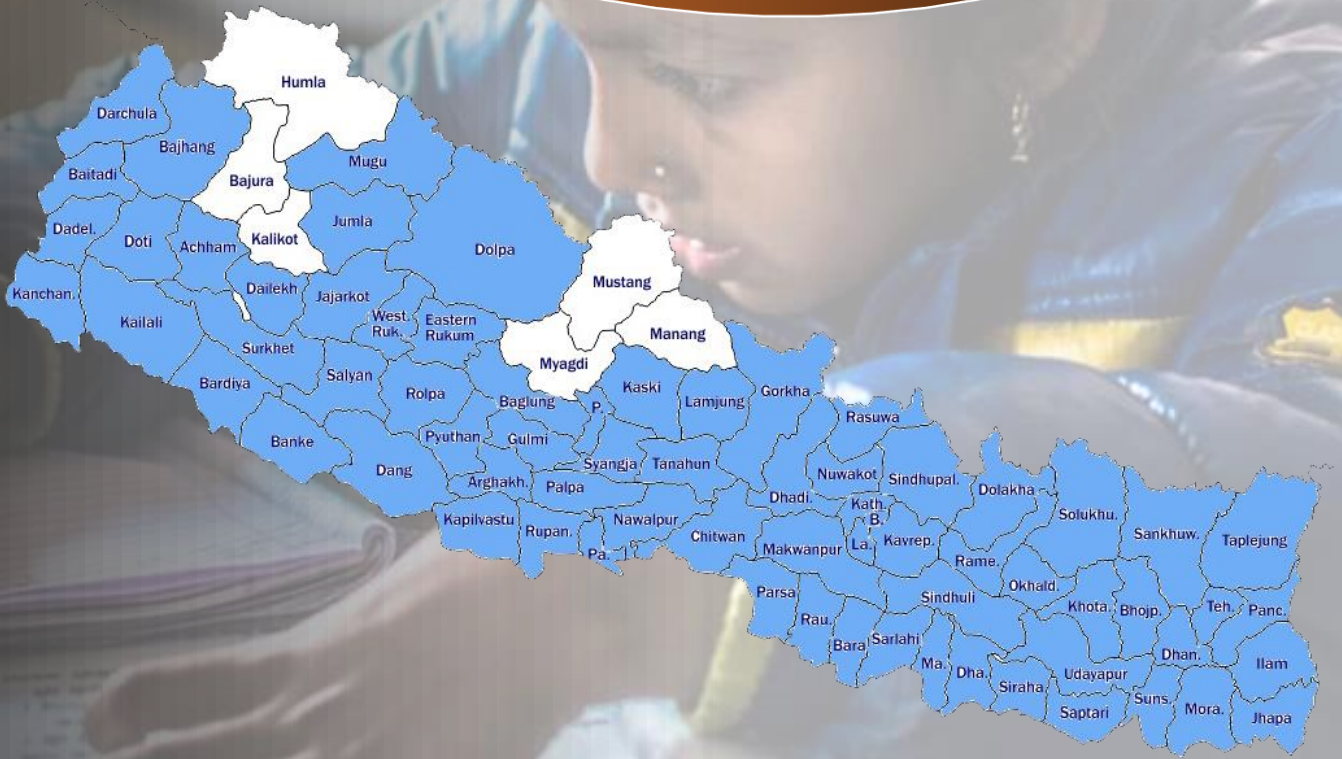 Humla
Darchula
Bajhang
Mugu
Baitadi
Bajura
Dadel.
Doti
Achham
Kalikot
Jumla
Dolpa
Kanchan.
Dailekh
Jajarkot
Mustang
Kailali
West.
Ruk.
Eastern
Rukum
Manang
Surkhet
Myagdi
Bardiya
Salyan
Rolpa
Baglung
P.
Kaski
Lamjung
Gorkha
Rasuwa
Banke
Pyuthan
Gulmi
Dang
Syangja
Tanahun
Nuwakot
Sindhupal.
Dolakha
Arghakh.
Palpa
Dhadi.
Kath.
B.
Solukhu.
Kapilvastu
Rupan.
Nawalpur
Pa.
Chitwan
Makwanpur
La.
Kavrep.
Sankhuw.
Taplejung
Rame.
Okhald.
Parsa
Sindhuli
Khota.
Bhojp.
Teh.
Panc.
Rau.
Bara
Sarlahi
Dhan.
Ma.
Dha.
Udayapur
Ilam
Siraha
Saptari
Suns.
Mora.
Jhapa